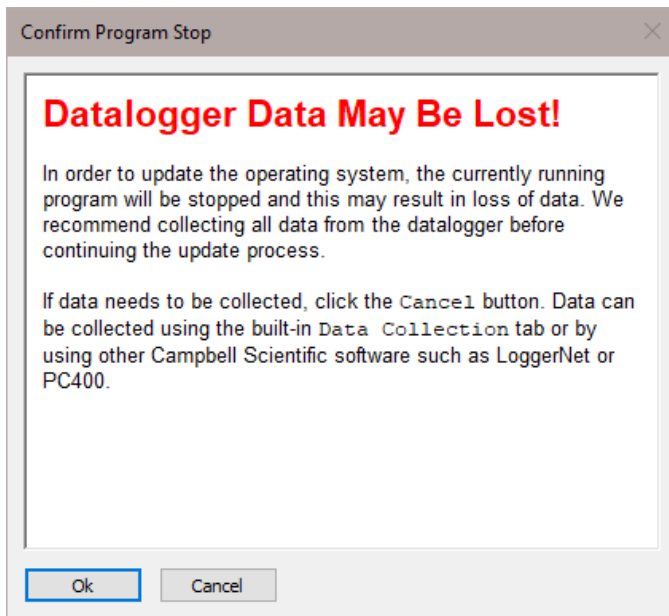 Confirm Program Stop
Datalogger Data May Be Lost!
In order to update the operating system, the currently running
program will be stopped and this may result in loss of data. We
recommend collecting all data from the datalogger before
continuing the update process.
If data needs to be collected, click the Cancel button. Data can
be collected using the built-in Data Collection tab or by
using other Campbell Scientific software such as LoggerNet or
PC400.
Ok
Cancel